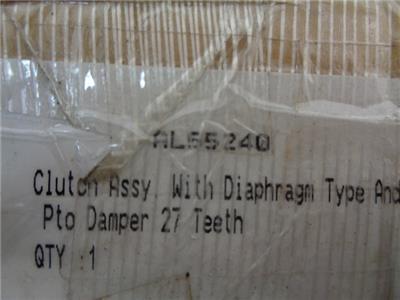 AL55240
Clutch Assy. With Diaphragm Type And
Pto Damper 27 Teeth
QTY :1